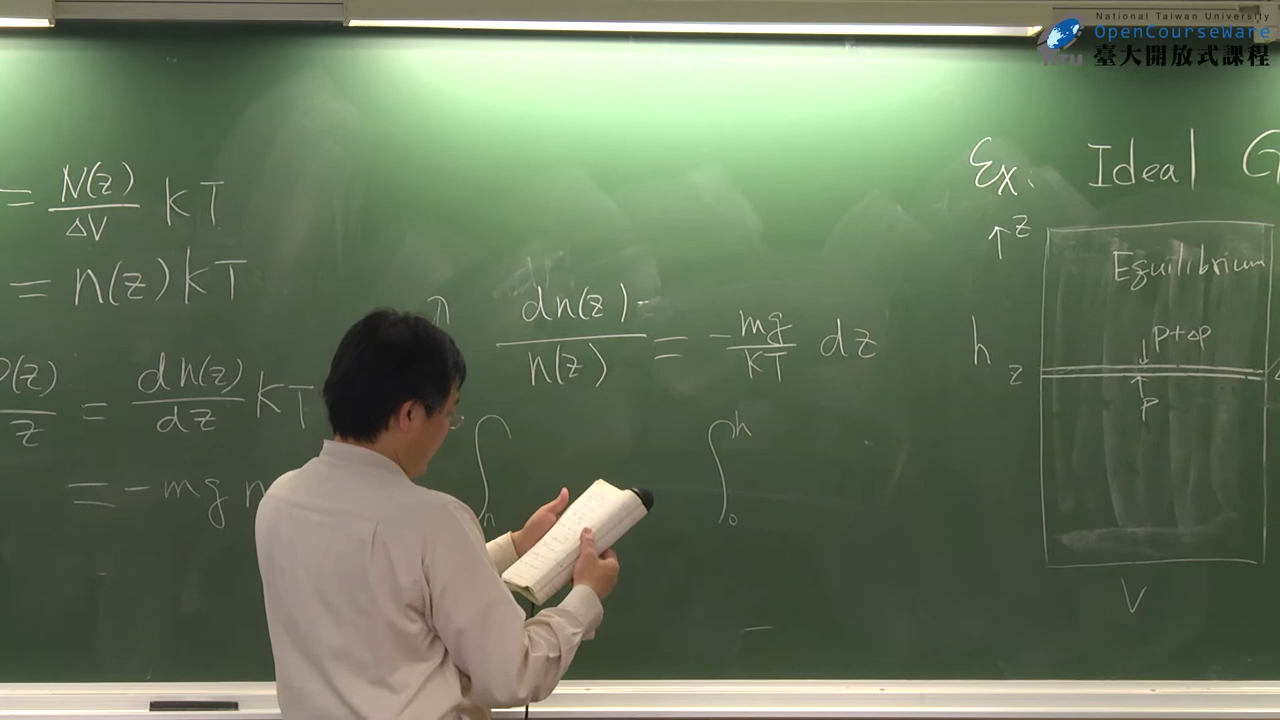 National Taiwan University
OpenCourseWare
臺大開放式課程
= N(z)/ΔV kT
= n(z)kT
P(z)/z = dn(z)/dz kT
= -mg n
dn(z)/n(z) = -mg/kT dz
∫ ∫₀ʰ
Ex: Ideal G
↑z
Equilibrium
h
P+Δp
z
P
V